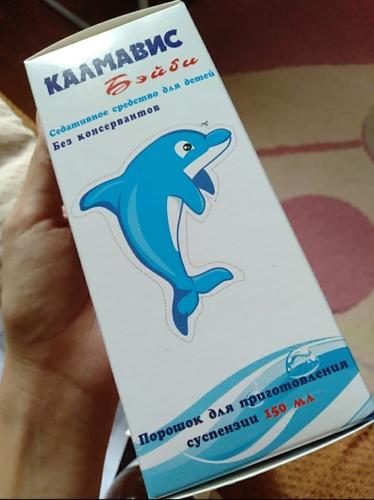 КАЛМАВИС
Бэйби
Седативное средство для детей
Без консервантов
Порошок для приготовления
суспензии 150 мл